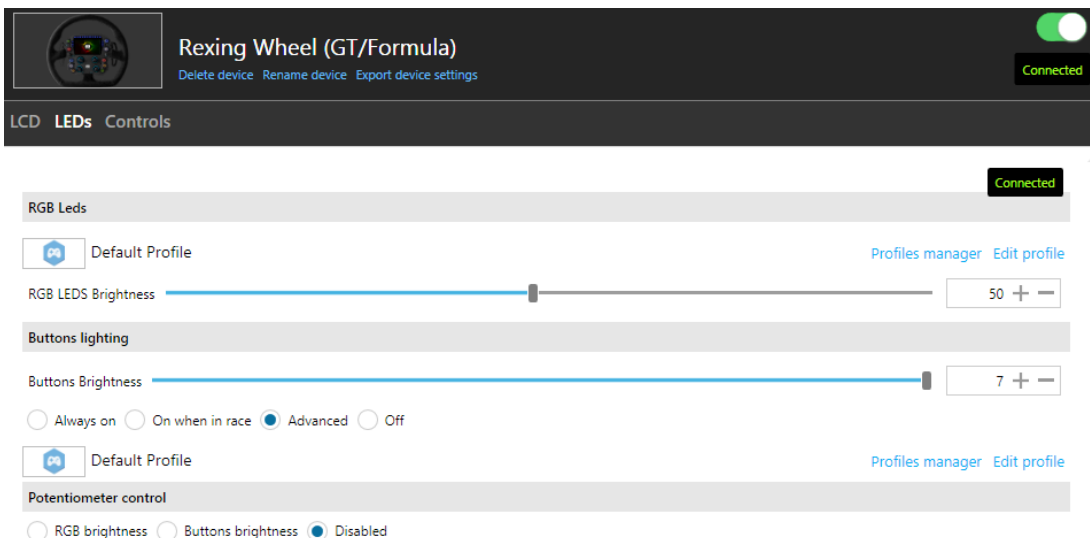 Rexing Wheel (GT/Formula)
Delete device Rename device Export device settings
Connected
LCD LEDs Controls
Connected
RGB Leds
Default Profile Profiles manager Edit profile
RGB LEDS Brightness 50
Buttons lighting
Buttons Brightness 7
Always on On when in race Advanced Off
Default Profile Profiles manager Edit profile
Potentiometer control
RGB brightness Buttons brightness Disabled